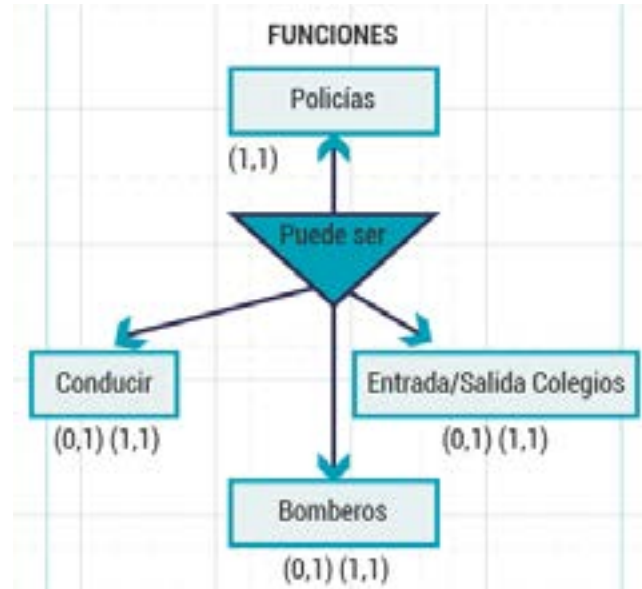 FUNCIONES
Policías
(1,1)
Puede ser
Conducir
(0,1) (1,1)
Entrada/Salida Colegios
(0,1) (1,1)
Bomberos
(0,1) (1,1)